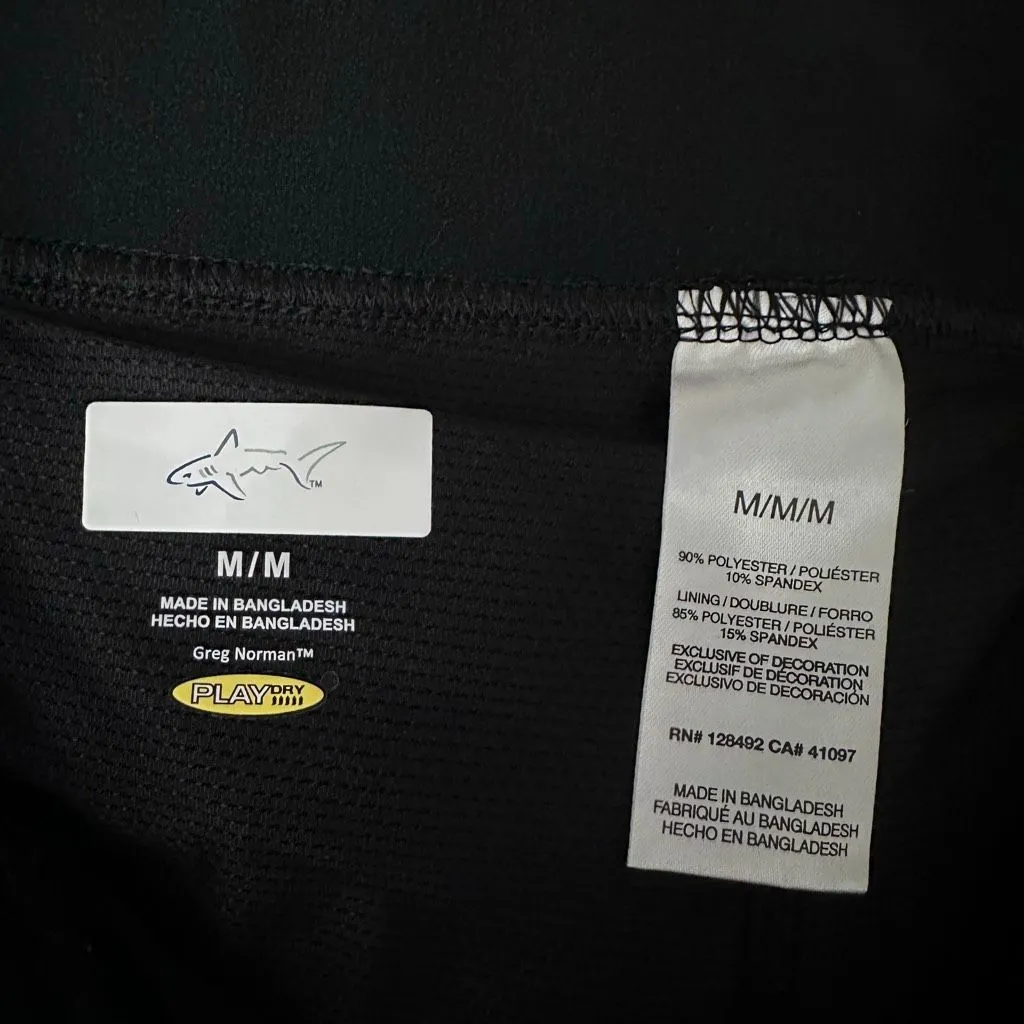 TM
M/M
MADE IN BANGLADESH
HECHO EN BANGLADESH
Greg Norman™
PLAYDRY
M/M/M
90% POLYESTER / POLIÉSTER
10% SPANDEX
LINING / DOUBLURE / FORRO
85% POLYESTER / POLIÉSTER
15% SPANDEX
EXCLUSIVE OF DECORATION
EXCLUSIF DE DÉCORATION
EXCLUSIVO DE DECORACIÓN
RN# 128492 CA# 41097
MADE IN BANGLADESH
FABRIQUÉ AU BANGLADESH
HECHO EN BANGLADESH